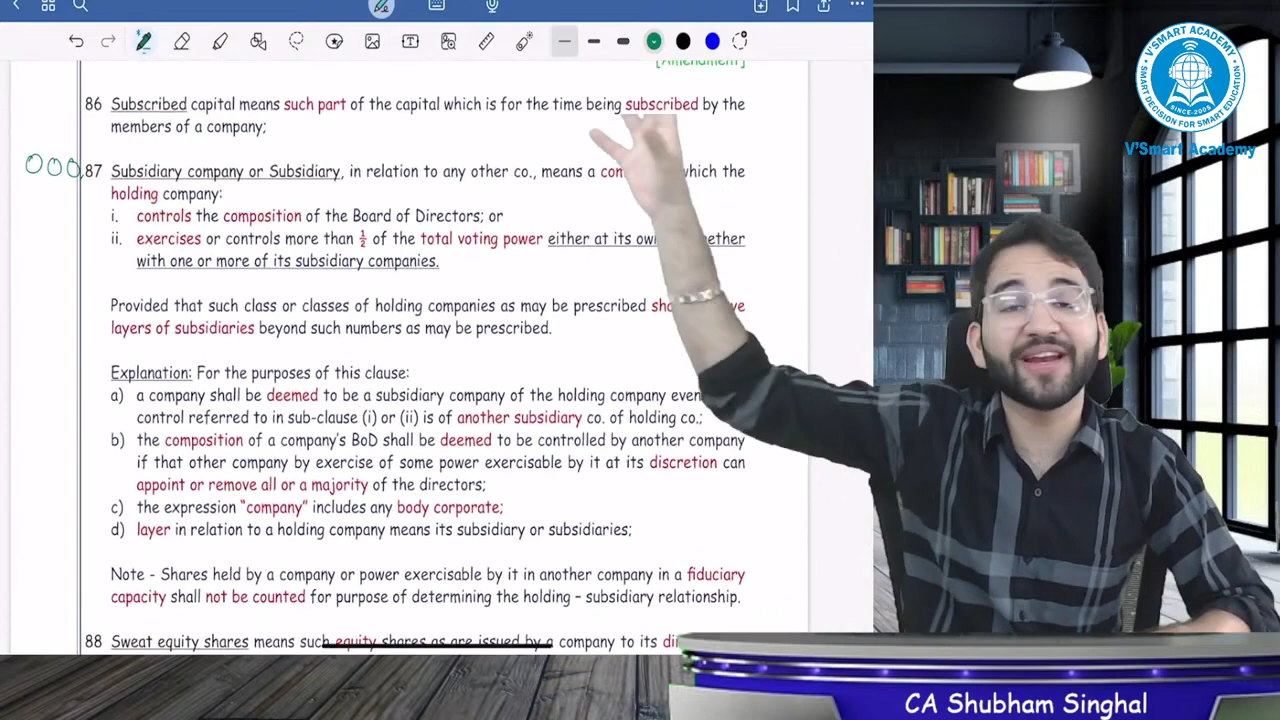 [Amendment]
86 Subscribed capital means such part of the capital which is for the time being subscribed by the
members of a company;
87 Subsidiary company or Subsidiary, in relation to any other co., means a which the
holding company:
i. controls the composition of the Board of Directors; or
ii. exercises or controls more than ½ of the total voting power either at its
with one or more of its subsidiary companies.
Provided that such class or classes of holding companies as may be prescribed
layers of subsidiaries beyond such numbers as may be prescribed.
Explanation: For the purposes of this clause:
a) a company shall be deemed to be a subsidiary company of the holding company even
control referred to in sub-clause (i) or (ii) is of another subsidiary co. of holding co.;
b) the composition of a company's BoD shall be deemed to be controlled by another company
if that other company by exercise of some power exercisable by it at its discretion can
appoint or remove all or a majority of the directors;
c) the expression "company" includes any body corporate;
d) layer in relation to a holding company means its subsidiary or subsidiaries;
Note - Shares held by a company or power exercisable by it in another company in a fiduciary
capacity shall not be counted for purpose of determining the holding – subsidiary relationship.
88 Sweat equity shares means such equity shares as are issued by a company to its
V'SMART ACADEMY
SMART DECISION FOR SMART EDUCATION
SINCE-2005
V'Smart Academy
CA Shubham Singhal